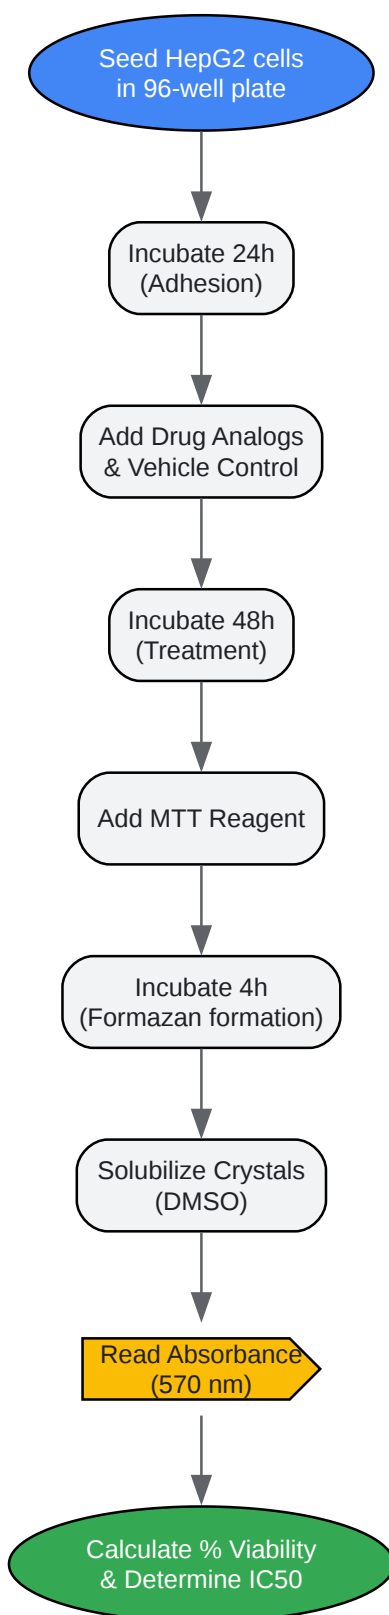 Seed HepG2 cells
in 96-well plate
Incubate 24h
(Adhesion)
Add Drug Analogs
& Vehicle Control
Incubate 48h
(Treatment)
Add MTT Reagent
Incubate 4h
(Formazan formation)
Solubilize Crystals
(DMSO)
Read Absorbance
(570 nm)
Calculate % Viability
& Determine IC50